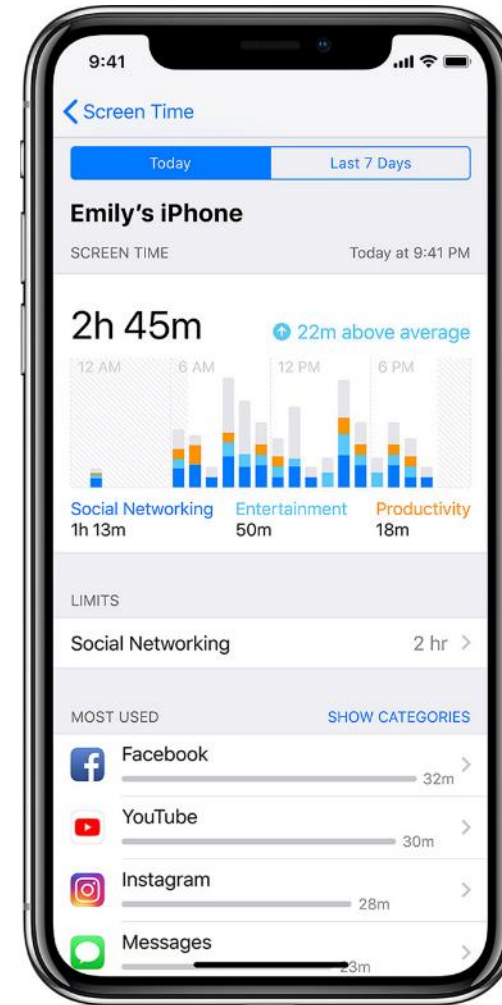 9:41
Screen Time
Today Last 7 Days
Emily's iPhone
SCREEN TIME Today at 9:41 PM
2h 45m 22m above average
12 AM 6 AM 12 PM 6 PM
Social Networking Entertainment Productivity
1h 13m 50m 18m
LIMITS
Social Networking 2 hr
MOST USED SHOW CATEGORIES
Facebook
32m
YouTube
30m
Instagram
28m
Messages
23m